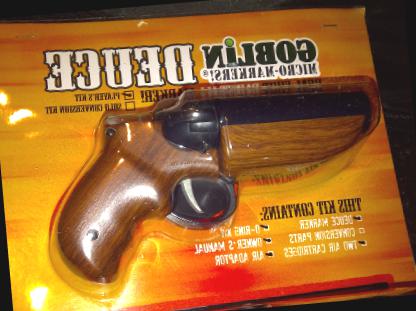 GOBLiN DEUCE
MICRO-MARKERS!®
PLAYER'S KIT
SOLO CONVERSION KIT
THIS KIT CONTAINS:
DEUCE MARKER
CONVERSION PARTS
TWO AIR CARTRIDGES
O-RING KIT
OWNER'S MANUAL
AIR ADAPTOR